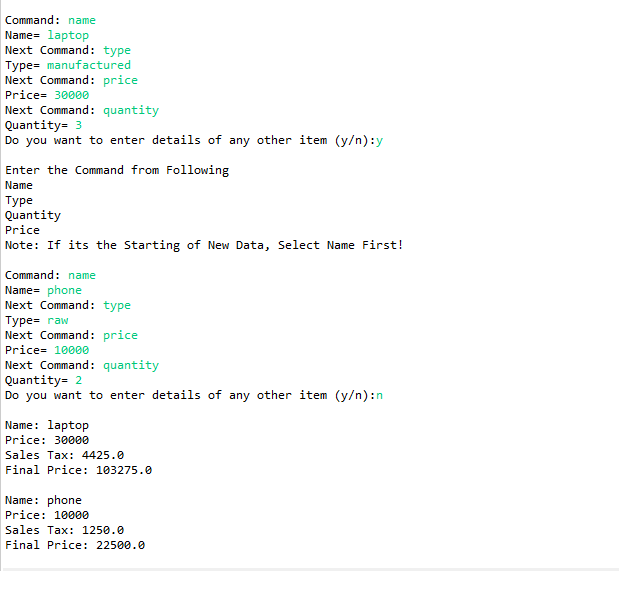 Command: name
Name= laptop
Next Command: type
Type= manufactured
Next Command: price
Price= 30000
Next Command: quantity
Quantity= 3
Do you want to enter details of any other item (y/n):y
Enter the Command from Following
Name
Type
Quantity
Price
Note: If its the Starting of New Data, Select Name First!
Command: name
Name= phone
Next Command: type
Type= raw
Next Command: price
Price= 10000
Next Command: quantity
Quantity= 2
Do you want to enter details of any other item (y/n):n
Name: laptop
Price: 30000
Sales Tax: 4425.0
Final Price: 103275.0
Name: phone
Price: 10000
Sales Tax: 1250.0
Final Price: 22500.0